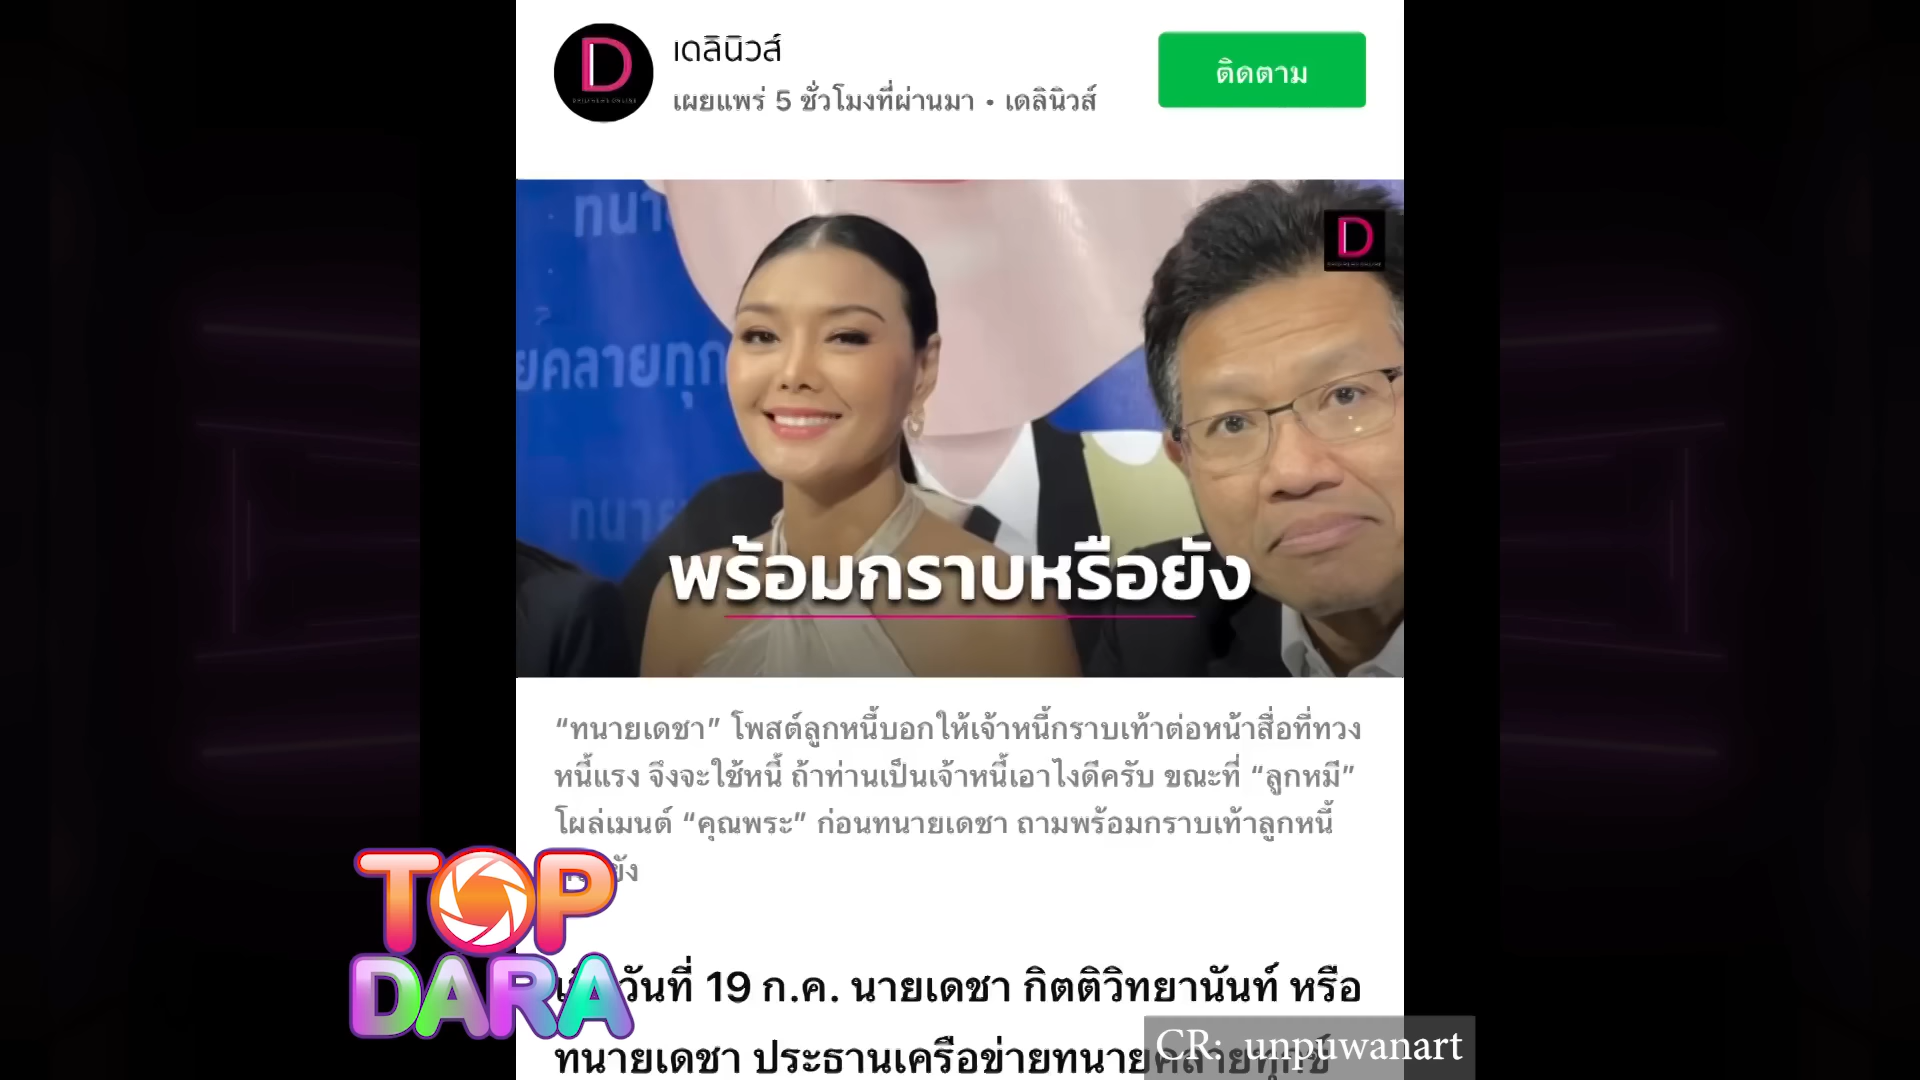 เดลินิวส์
เผยแพร่ 5 ชั่วโมงที่ผ่านมา • เดลินิวส์
ติดตาม
D
D
ยคลายทุก
พร้อมกราบหรือยัง
“ทนายเดชา” โพสต์ลูกหนี้บอกให้เจ้าหนี้กราบเท้าต่อหน้าสื่อที่ทวง
หนี้แรง จึงจะใช้หนี้ ถ้าท่านเป็นเจ้าหนี้เอาไงดีครับ ขณะที่ “ลูกหมี”
โผล่เมนต์ “คุณพระ” ก่อนทนายเดชา ถามพร้อมกราบเท้าลูกหนี้
TOP
DARA
วันที่ 19 ก.ค. นายเดชา กิตติวิทยานันท์ หรือ
ทนายเดชา ประธานเครือข่ายทนายคลายทุกข์
CR: unpuwanart